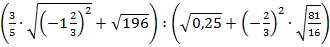 (3/5 · √((−1 2/3)²) + √196) : (√0,25 + (−2/3)² · √(81/16))